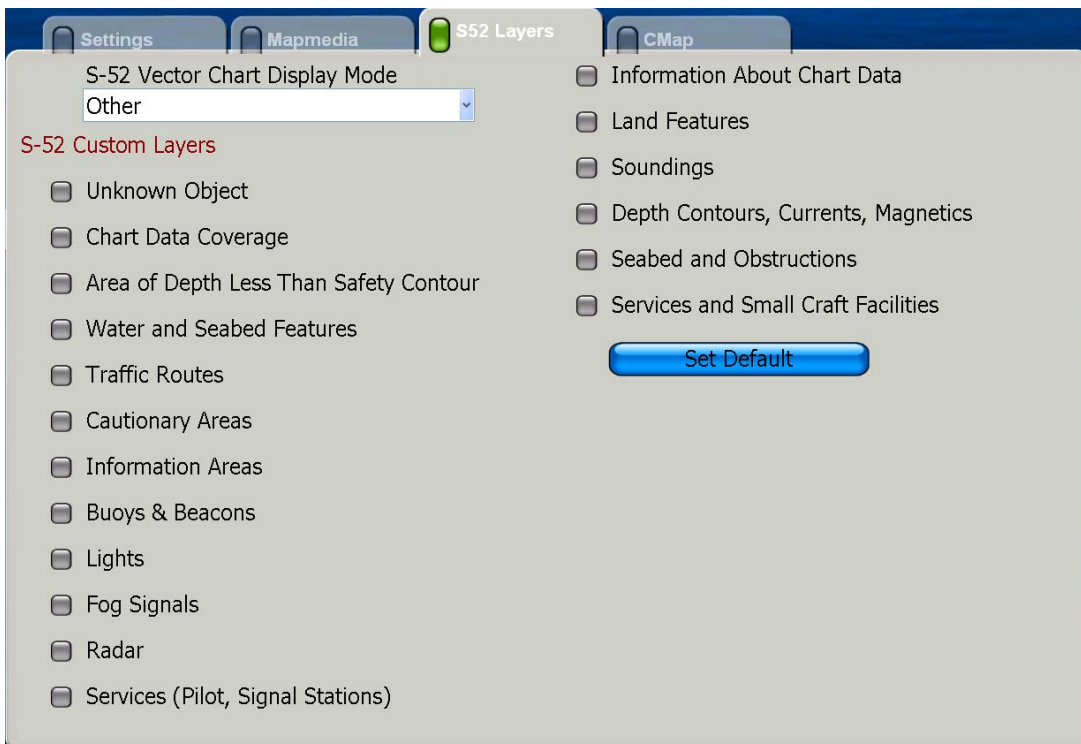 Settings
Mapmedia
S52 Layers
CMap
S-52 Vector Chart Display Mode
Other
S-52 Custom Layers
Unknown Object
Chart Data Coverage
Area of Depth Less Than Safety Contour
Water and Seabed Features
Traffic Routes
Cautionary Areas
Information Areas
Buoys & Beacons
Lights
Fog Signals
Radar
Services (Pilot, Signal Stations)
Information About Chart Data
Land Features
Soundings
Depth Contours, Currents, Magnetics
Seabed and Obstructions
Services and Small Craft Facilities
Set Default